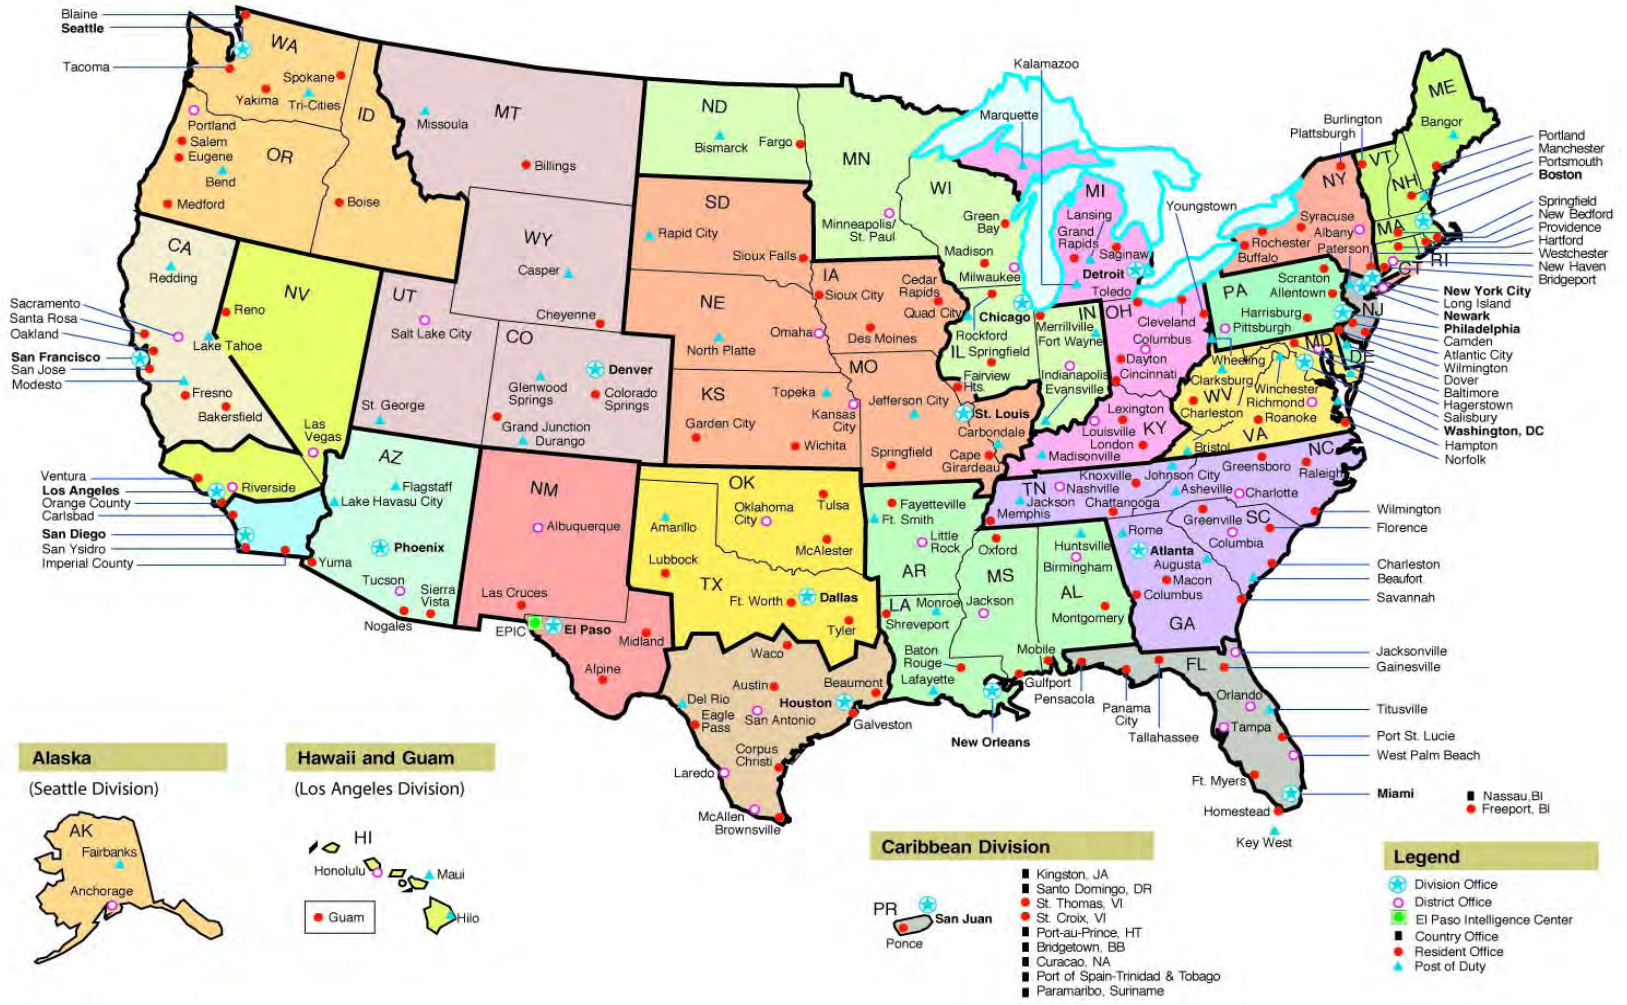 Blaine
Seattle
Tacoma
WA
Spokane
Yakima
Tri-Cities
Portland
Salem
Eugene
OR
Bend
Medford
ID
Boise
MT
Missoula
Billings
WY
Casper
Cheyenne
ND
Bismarck
Fargo
SD
Rapid City
Sioux Falls
NE
Omaha
North Platte
KS
Topeka
Kansas
City
Garden City
Wichita
MN
Minneapolis/
St. Paul
WI
Green
Bay
Madison
Milwaukee
Kalamazoo
Marquette
MI
Lansing
Grand
Rapids
Saginaw
Detroit
Toledo
Youngstown
IA
Sioux City
Cedar
Rapids
Quad City
Des Moines
MO
Jefferson City
St. Louis
Springfield
Cape
Girardeau
Chicago
Rockford
IL
Springfield
Fairview
Hts.
Carbondale
IN
Merrillville
Fort Wayne
Indianapolis
Evansville
OH
Cleveland
Columbus
Dayton
Cincinnati
KY
Lexington
Louisville
London
Madisonville
CA
Redding
Sacramento
Santa Rosa
Oakland
San Francisco
San Jose
Modesto
Lake Tahoe
Fresno
Bakersfield
NV
Reno
Las
Vegas
UT
Salt Lake City
St. George
CO
Denver
Glenwood
Springs
Colorado
Springs
Grand Junction
Durango
Ventura
Los Angeles
Orange County
Carlsbad
San Diego
San Ysidro
Imperial County
Riverside
AZ
Flagstaff
Lake Havasu City
Phoenix
Yuma
Tucson
Sierra
Vista
Nogales
NM
Albuquerque
Las Cruces
EPIC
El Paso
Midland
Alpine
OK
Oklahoma
City
Tulsa
McAlester
Amarillo
Lubbock
TX
Ft. Worth
Dallas
Tyler
Waco
Austin
Beaumont
Houston
Del Rio
Eagle
Pass
San Antonio
Galveston
Corpus
Christi
Laredo
McAllen
Brownsville
Fayetteville
Ft. Smith
Little
Rock
AR
LA
Monroe
Shreveport
Baton
Rouge
Lafayette
New Orleans
Oxford
MS
Jackson
Gulfport
Huntsville
Birmingham
AL
Montgomery
Mobile
TN
Knoxville
Nashville
Jackson
Memphis
Chattanooga
Johnson City
Asheville
NC
Greensboro
Raleigh
Charlotte
SC
Greenville
Columbia
Rome
Atlanta
Augusta
Macon
Columbus
GA
FL
Pensacola
Panama
City
Tallahassee
Orlando
Tampa
Ft. Myers
Homestead
Key West
Wilmington
Florence
Charleston
Beaufort
Savannah
Jacksonville
Gainesville
Titusville
Port St. Lucie
West Palm Beach
Miami
Nassau,BI
Freeport, BI
ME
Bangor
Burlington
Plattsburgh
VT
NH
NY
MA
RI
CT
Syracuse
Albany
Rochester
Buffalo
Paterson
PA
Scranton
Allentown
Harrisburg
Pittsburgh
NJ
MD
DE
Wheeling
Clarksburg
WV
Charleston
Winchester
Richmond
Roanoke
VA
Bristol
Portland
Manchester
Portsmouth
Boston
Springfield
New Bedford
Providence
Hartford
Westchester
New Haven
Bridgeport
New York City
Long Island
Newark
Philadelphia
Camden
Atlantic City
Wilmington
Dover
Baltimore
Hagerstown
Salisbury
Washington, DC
Hampton
Norfolk
Alaska
(Seattle Division)
AK
Fairbanks
Anchorage
Hawaii and Guam
(Los Angeles Division)
HI
Honolulu
Maui
Hilo
Guam
Caribbean Division
PR
San Juan
Ponce
Kingston, JA
Santo Domingo, DR
St. Thomas, VI
St. Croix, VI
Port-au-Prince, HT
Bridgetown, BB
Curacao, NA
Port of Spain-Trinidad & Tobago
Paramaribo, Suriname
Legend
Division Office
District Office
El Paso Intelligence Center
Country Office
Resident Office
Post of Duty